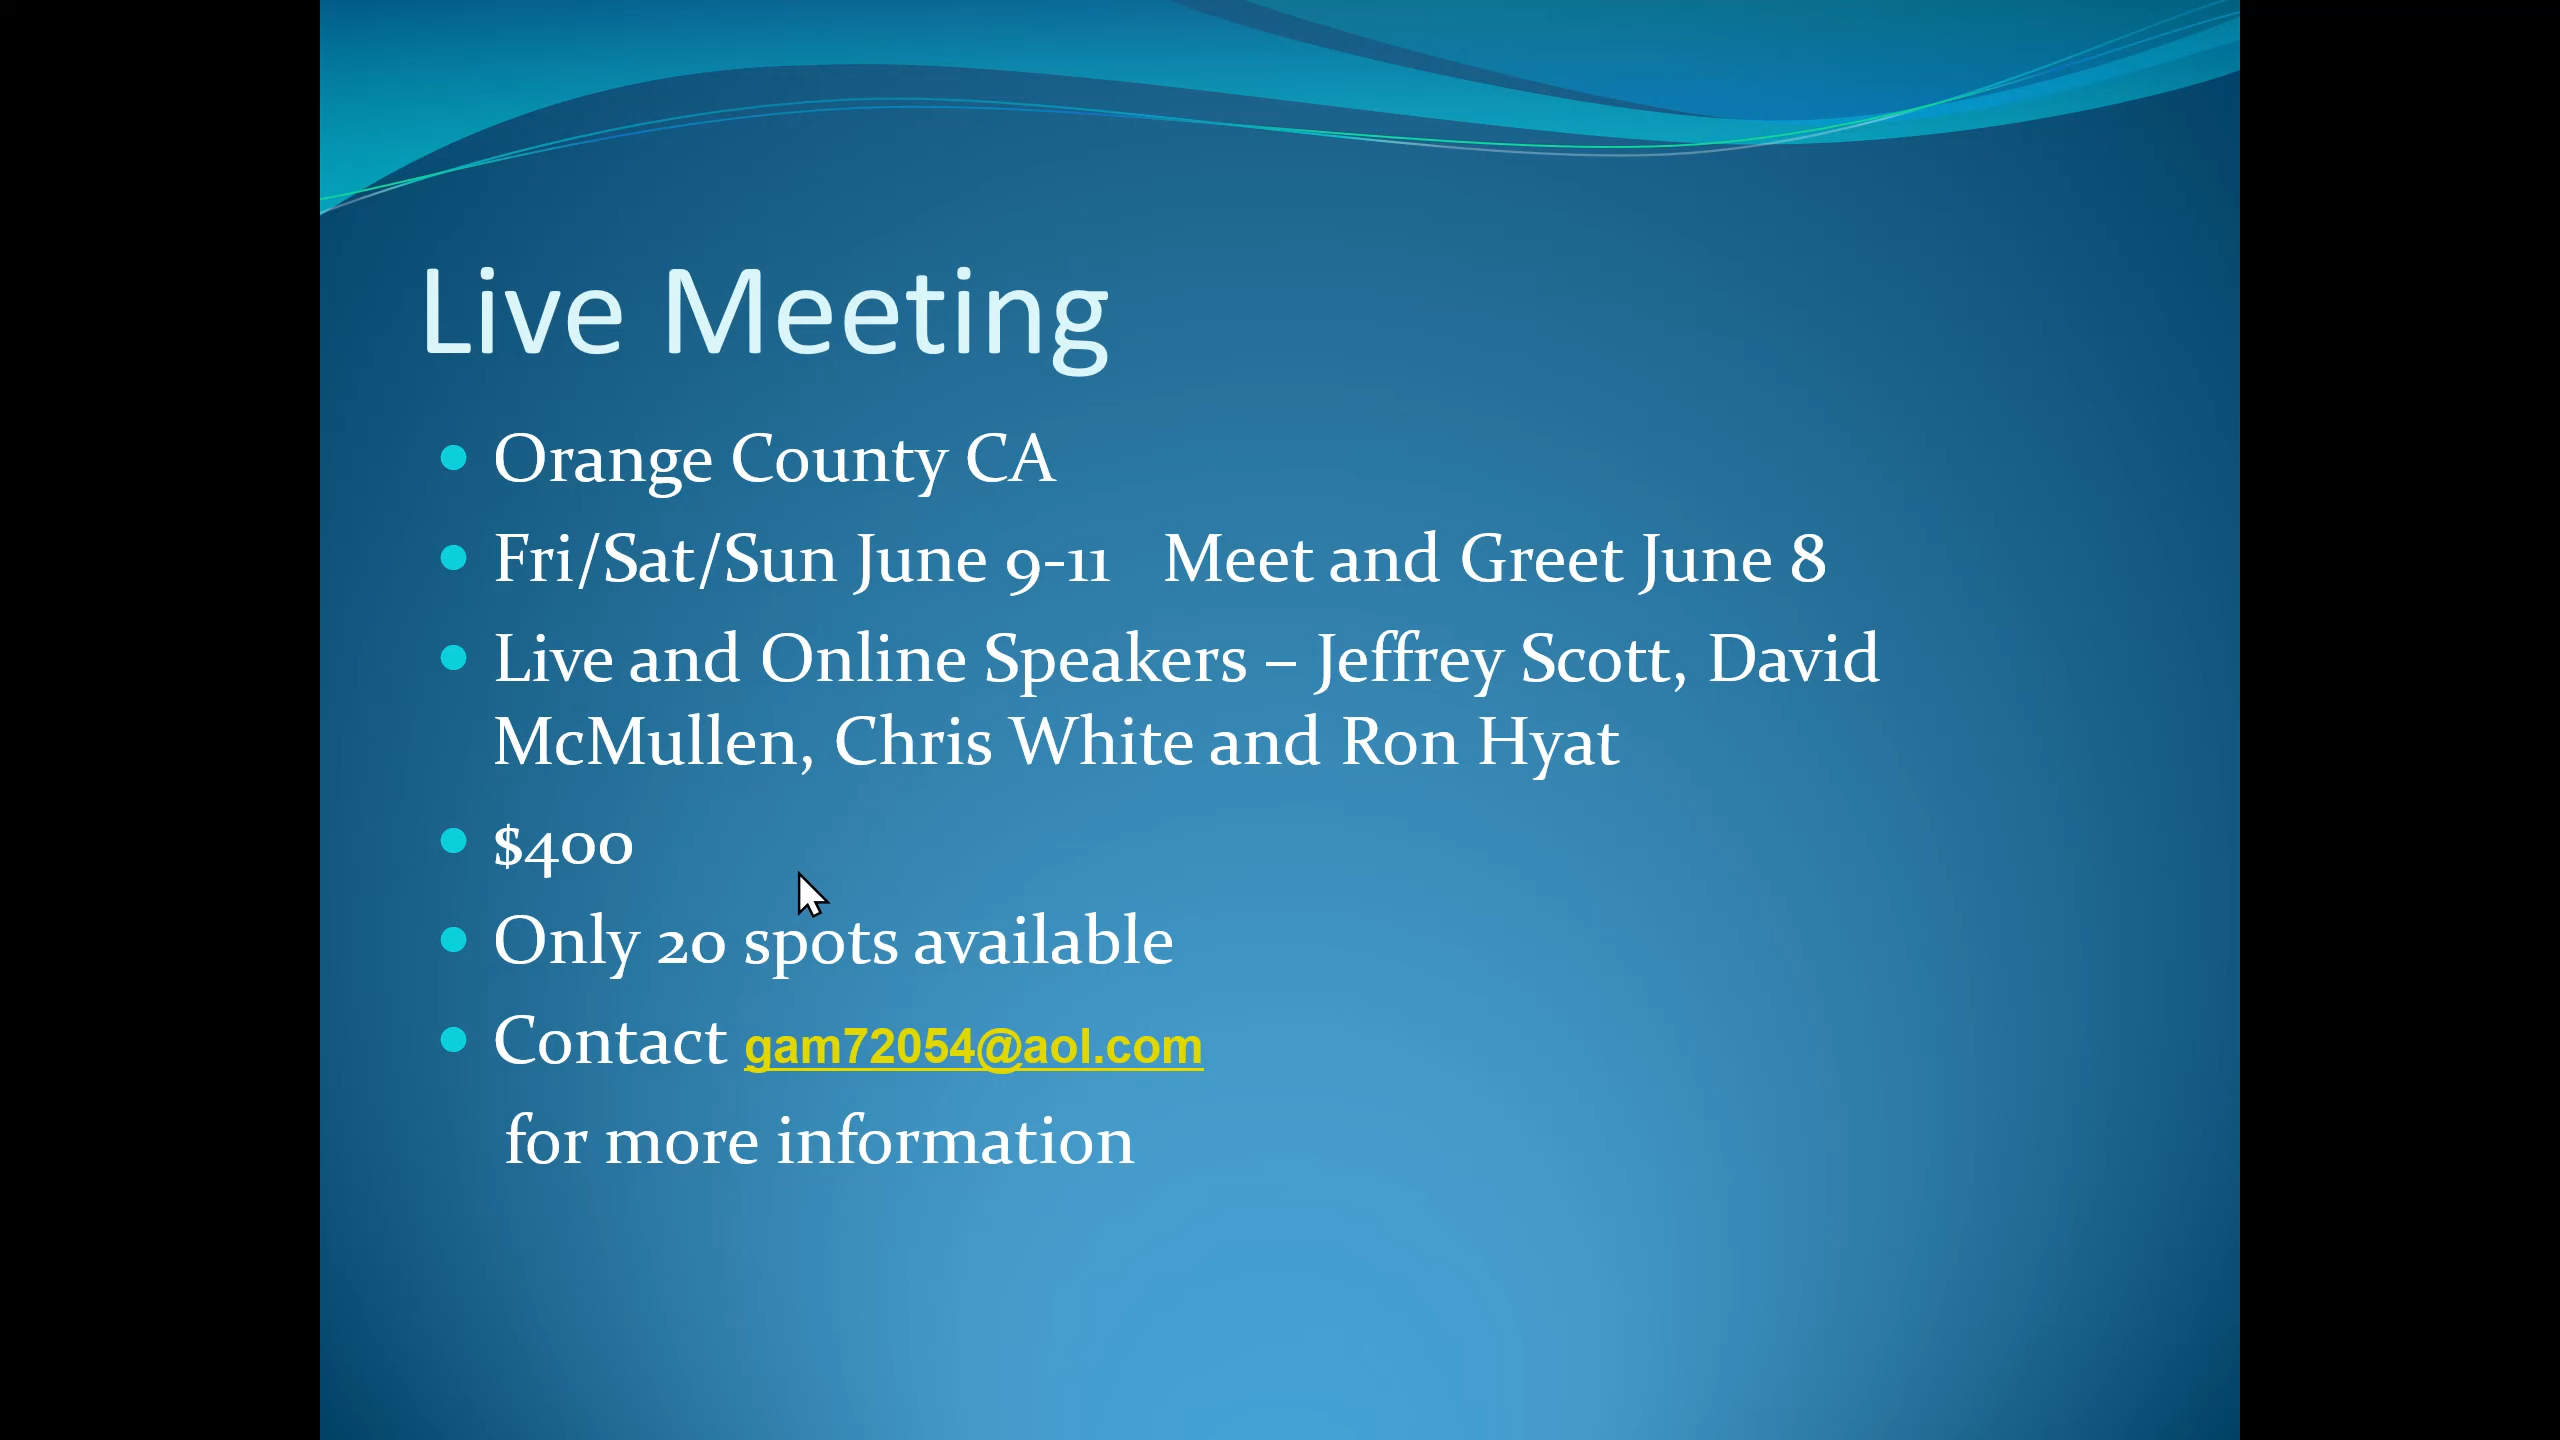 Live Meeting
Orange County CA
Fri/Sat/Sun June 9-11 Meet and Greet June 8
Live and Online Speakers – Jeffrey Scott, David
McMullen, Chris White and Ron Hyat
$400
Only 20 spots available
Contact gam72054@aol.com
for more information